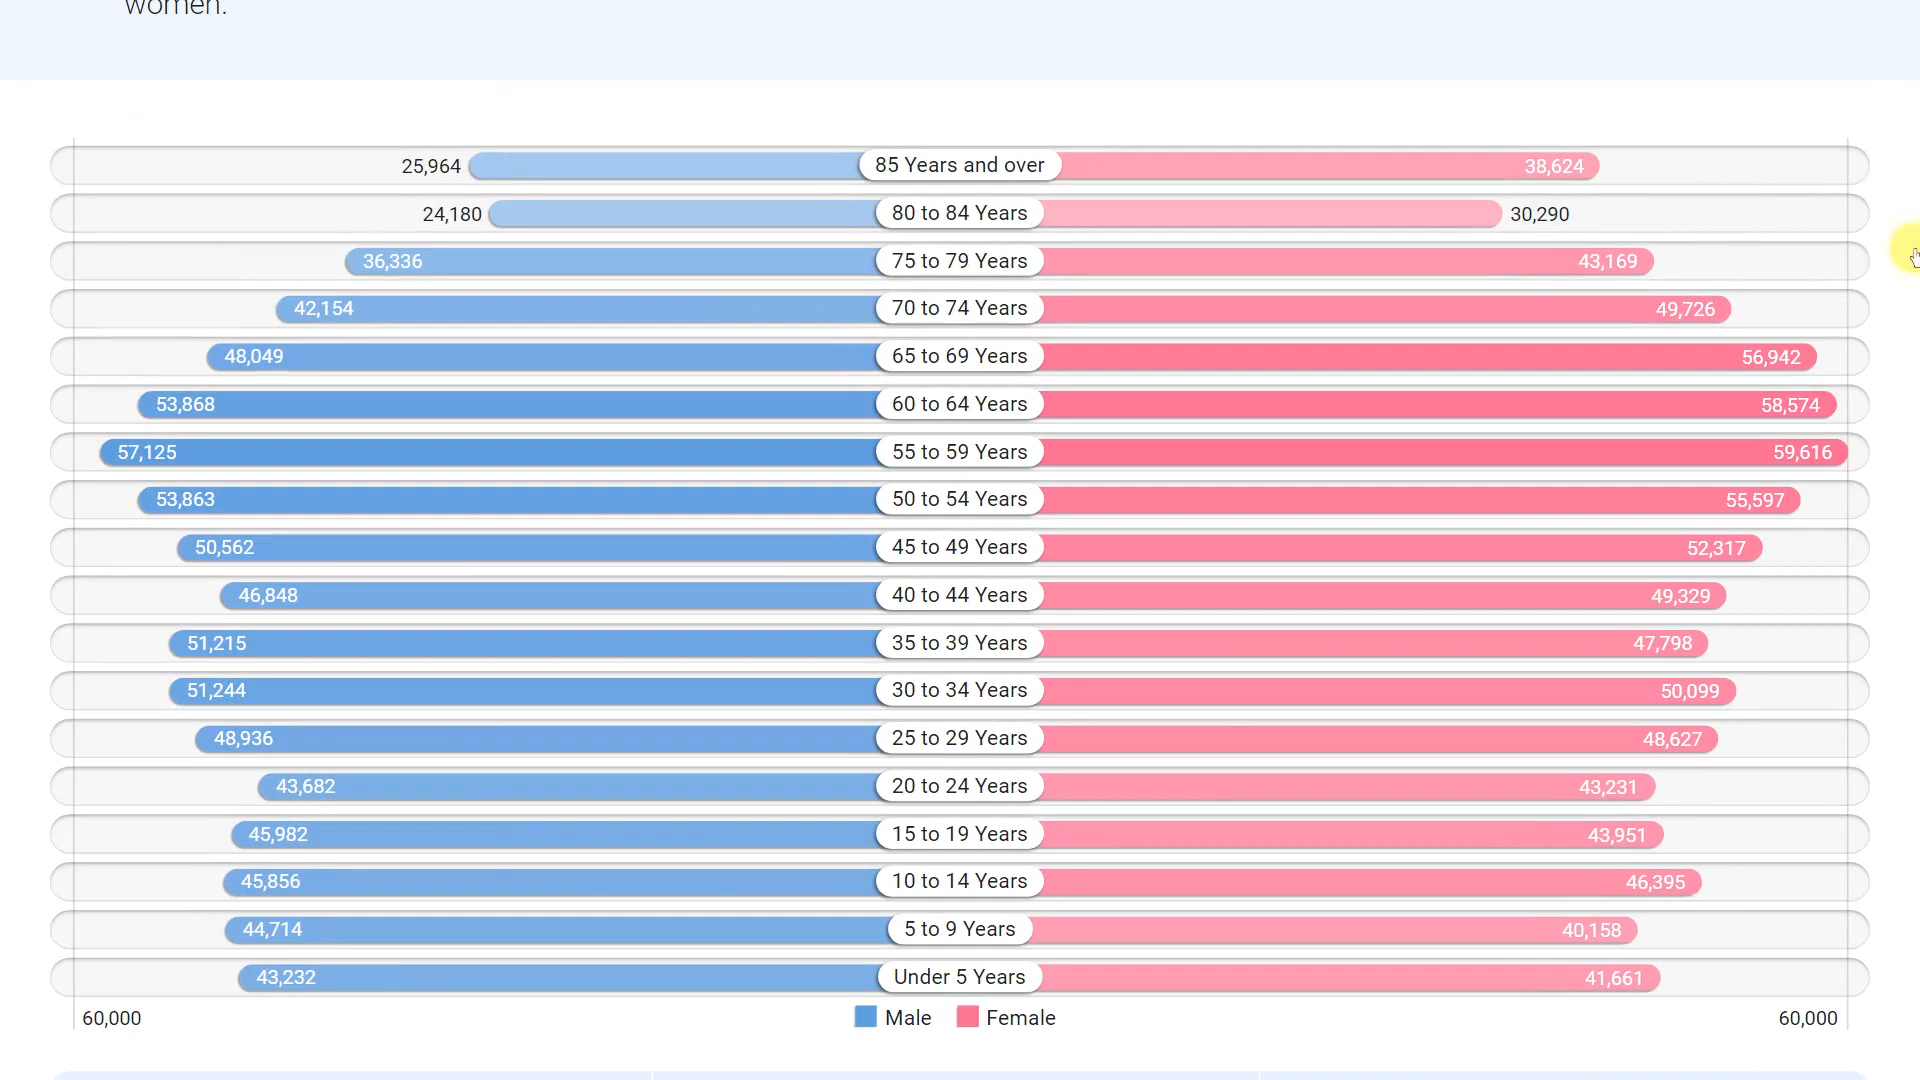 women.
25,964 85 Years and over 38,624
24,180 80 to 84 Years 30,290
36,336 75 to 79 Years 43,169
42,154 70 to 74 Years 49,726
48,049 65 to 69 Years 56,942
53,868 60 to 64 Years 58,574
57,125 55 to 59 Years 59,616
53,863 50 to 54 Years 55,597
50,562 45 to 49 Years 52,317
46,848 40 to 44 Years 49,329
51,215 35 to 39 Years 47,798
51,244 30 to 34 Years 50,099
48,936 25 to 29 Years 48,627
43,682 20 to 24 Years 43,231
45,982 15 to 19 Years 43,951
45,856 10 to 14 Years 46,395
44,714 5 to 9 Years 40,158
43,232 Under 5 Years 41,661
60,000 Male Female 60,000